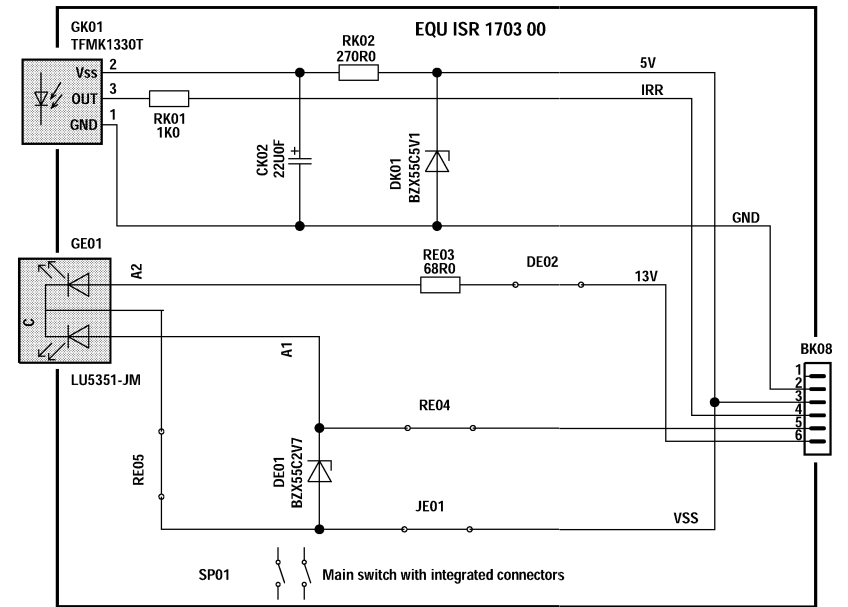 EQU ISR 1703 00
GK01
TFMK1330T
Vss
2
OUT
3
GND
1
RK01
1K0
RK02
270R0
5V
IRR
CK02
22U0F
+
DK01
BZX55C5V1
GND
GE01
A2
C
A1
LU5351-JM
RE03
68R0
DE02
13V
BK08
1
2
3
4
5
6
RE04
RE05
DE01
BZX55C2V7
JE01
VSS
SP01
Main switch with integrated connectors